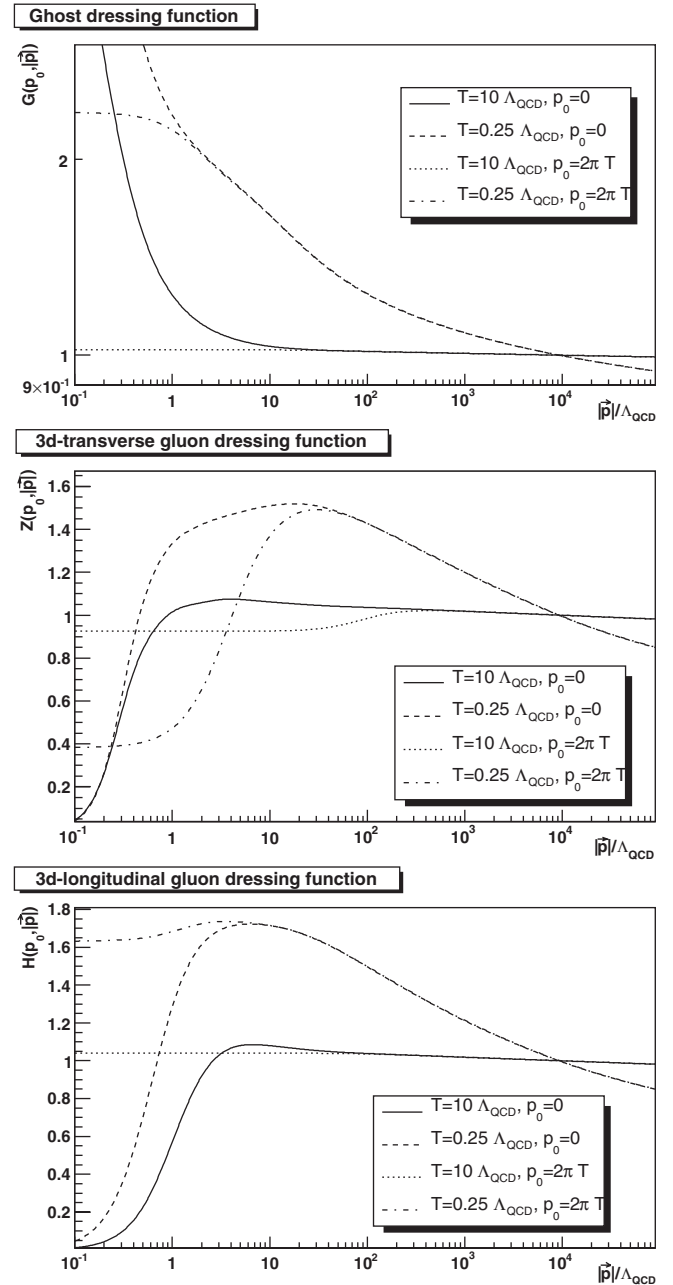 Ghost dressing function
G(p0,|p⃗|)
T=10 ΛQCD, p0=0
T=0.25 ΛQCD, p0=0
T=10 ΛQCD, p0=2π T
T=0.25 ΛQCD, p0=2π T
2
1
9×10-1
10-1 1 10 102 103 104
|p⃗|/ΛQCD
3d-transverse gluon dressing function
Z(p0,|p⃗|)
1.6
1.4
1.2
1
0.8
0.6
0.4
0.2
T=10 ΛQCD, p0=0
T=0.25 ΛQCD, p0=0
T=10 ΛQCD, p0=2π T
T=0.25 ΛQCD, p0=2π T
10-1 1 10 102 103 104
|p⃗|/ΛQCD
3d-longitudinal gluon dressing function
H(p0,|p⃗|)
1.8
1.6
1.4
1.2
1
0.8
0.6
0.4
0.2
T=10 ΛQCD, p0=0
T=0.25 ΛQCD, p0=0
T=10 ΛQCD, p0=2π T
T=0.25 ΛQCD, p0=2π T
10-1 1 10 102 103 104
|p⃗|/ΛQCD